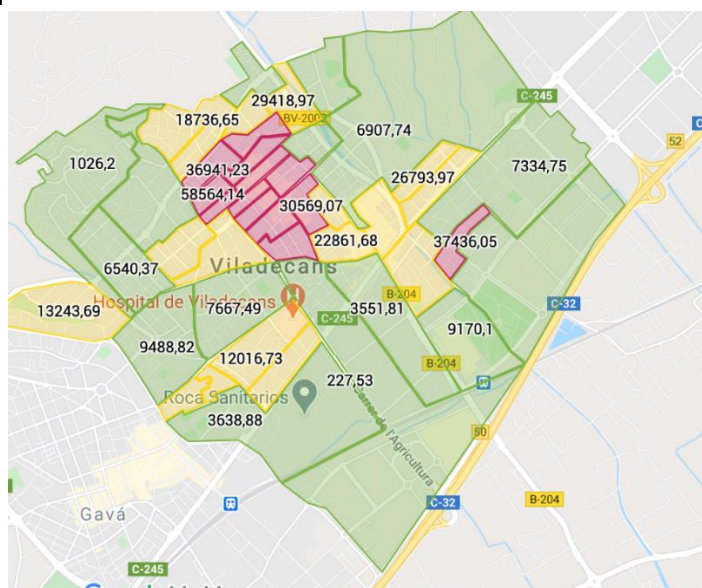 29418,97
18736,65
BV-2003
C-245
6907,74
52
1026,2
36941,23
26793,97
7334,75
58564,14
30569,07
22861,68
37436,05
6540,37
Viladecans
B-204
13243,69
Hospital de Viladecans
7667,49
C-245
3551,81
C-32
9170,1
9488,82
12016,73
B-204
Roca Sanitarios
227,53
3638,88
Carrer de l'Agricultura
50
Gavá
C-32
B-204
C-245